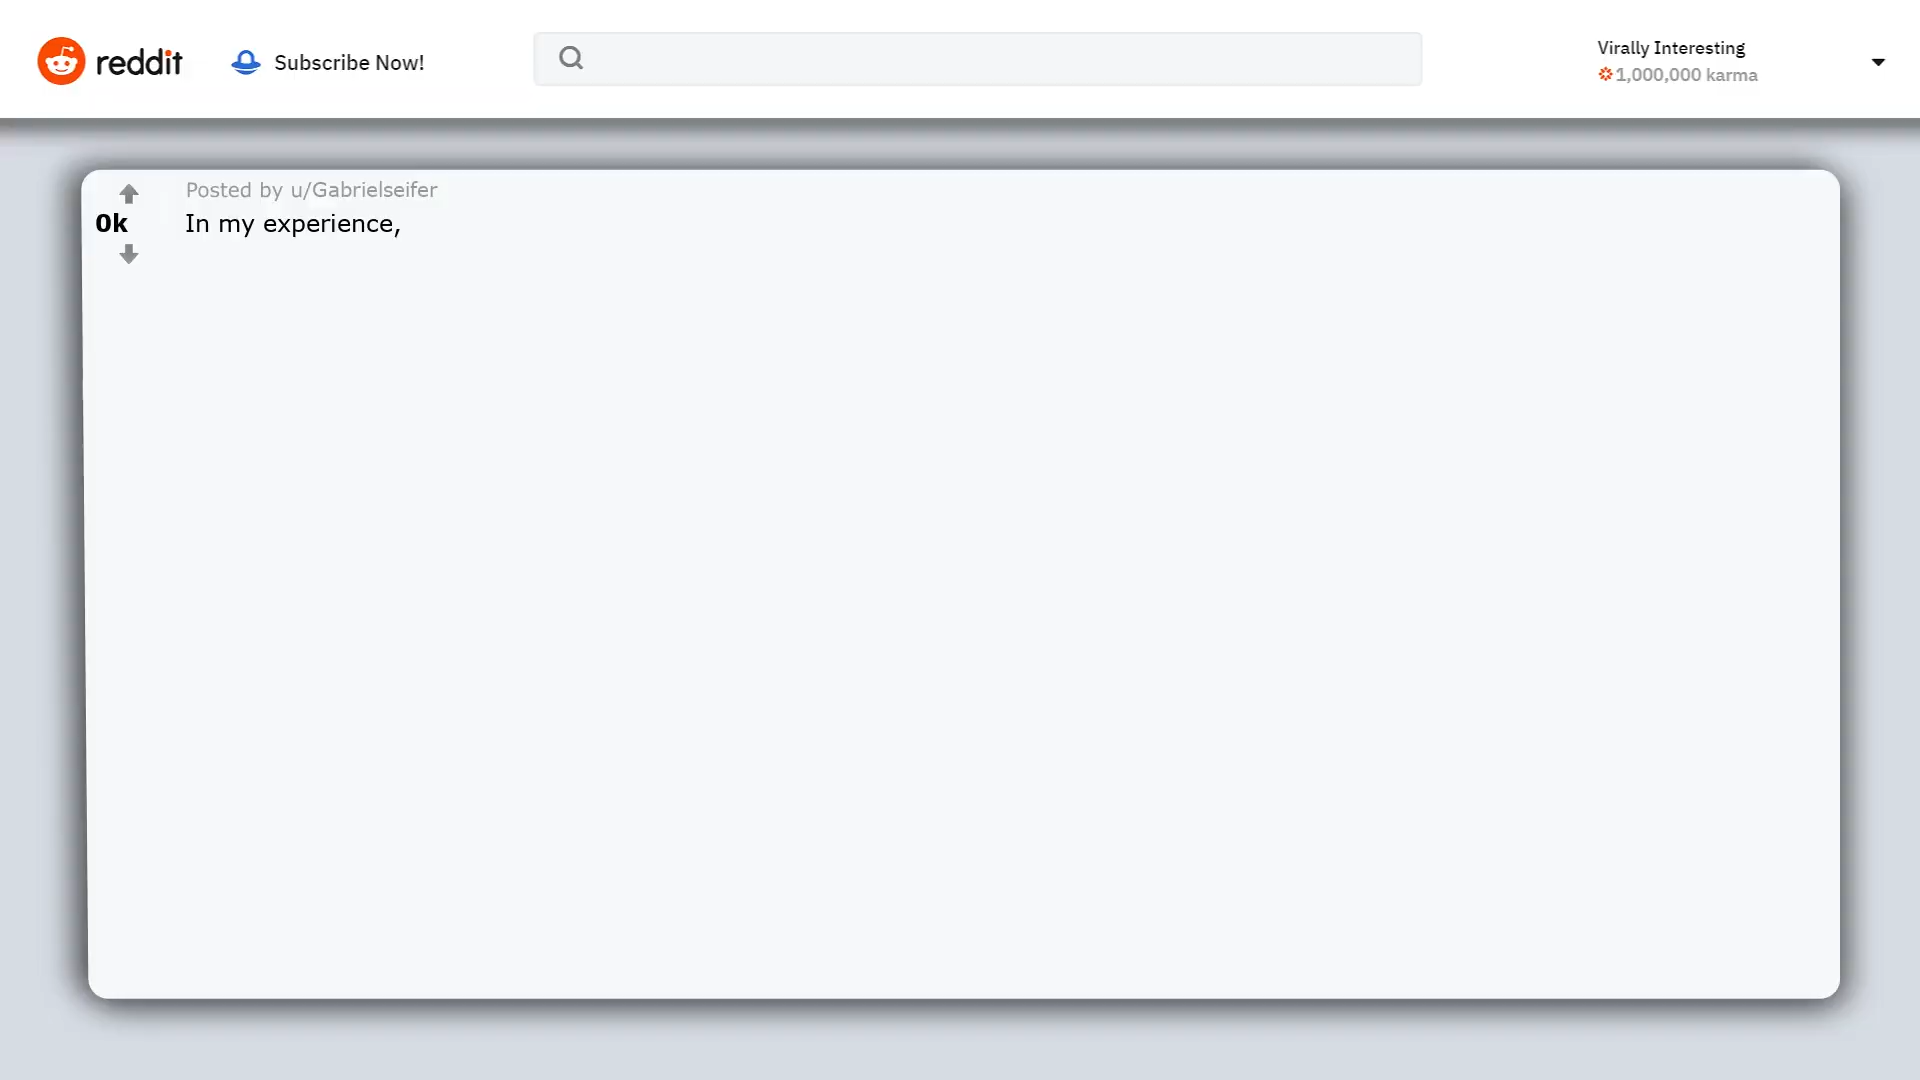 reddit
Subscribe Now!
Virally Interesting
1,000,000 karma
Posted by u/Gabrielseifer
0k
In my experience,